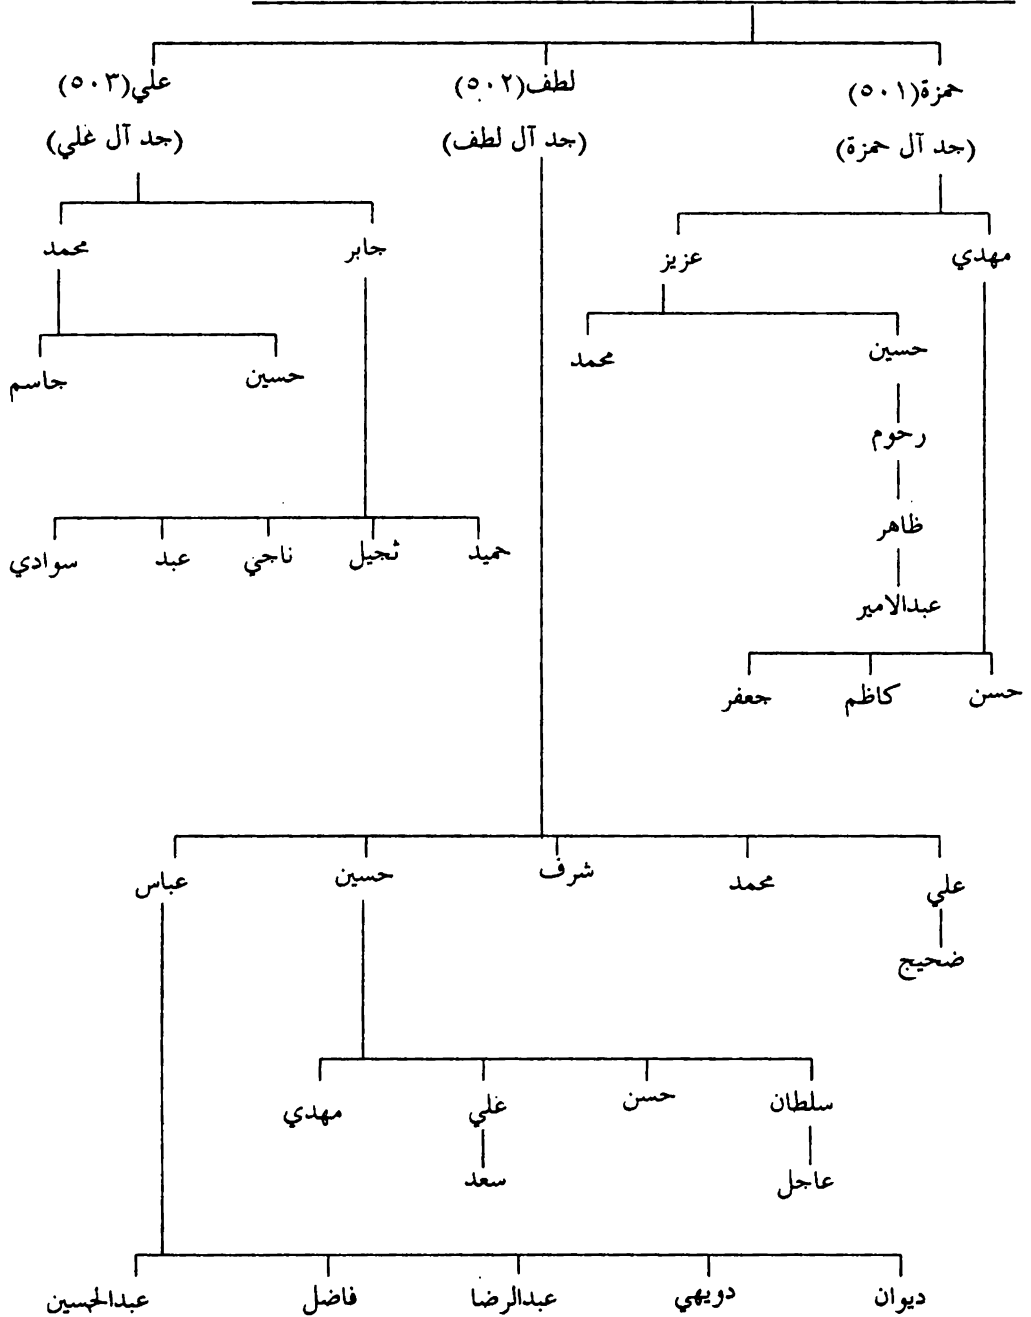 حمزة(٥٠١) لطف(٥٠٢) علي(٥٠٣)
(جد آل حمزة) (جد آل لطف) (جد آل غلي)
مهدي عزيز جابر محمد
حسين محمد حسين جاسم
رحوم
ظاهر
حميد ثجيل ناجي عبد سوادي
عبدالامير
حسن كاظم جعفر
علي محمد شرف حسين عباس
ضحيج
سلطان حسن غلي مهدي
عاجل سعد
ديوان دويهي عبدالرضا فاضل عبدالحسين